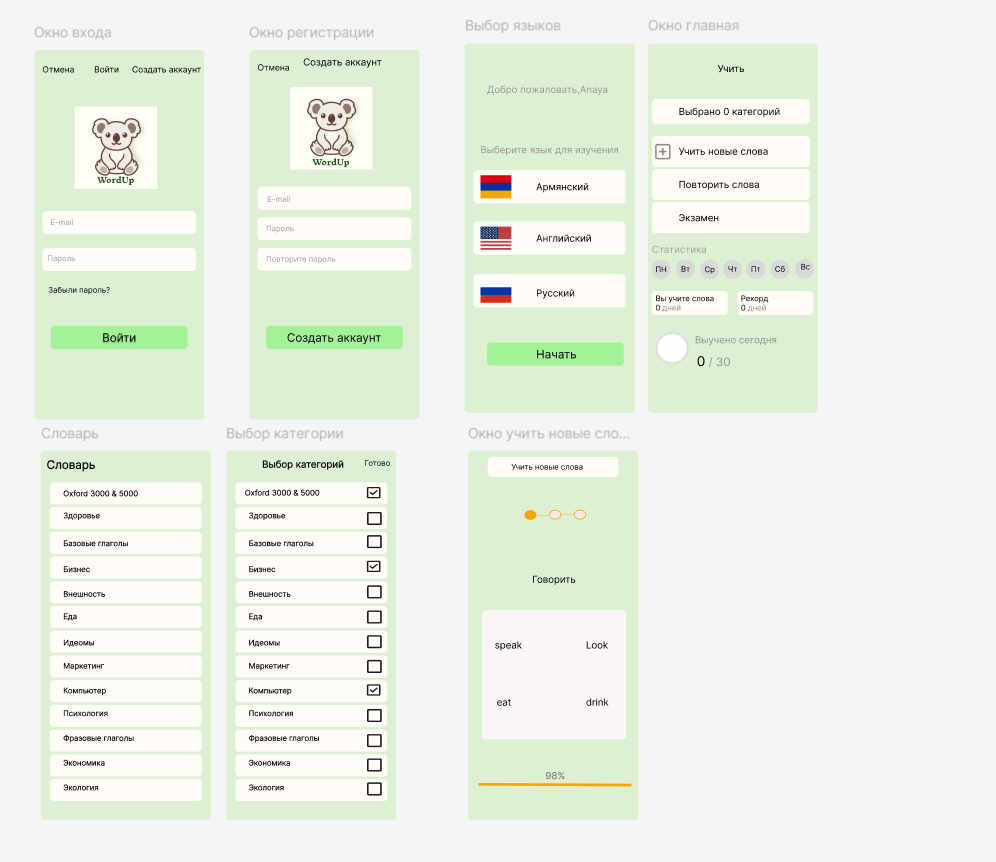 Окно входа
Отмена
Войти
Создать аккаунт
WordUp
E-mail
Пароль
Забыли пароль?
Войти
Окно регистрации
Отмена
Создать аккаунт
WordUp
E-mail
Пароль
Повторите пароль
Создать аккаунт
Выбор языков
Добро пожаловать,Anaya
Выберите язык для изучения
Армянский
Английский
Русский
Начать
Окно главная
Учить
Выбрано 0 категорий
Учить новые слова
Повторить слова
Экзамен
Статистика
ПН Вт Ср Чт Пт Сб Вс
Вы учите слова
0 дней
Рекорд
0 дней
Выучено сегодня
0 / 30
Словарь
Словарь
Oxford 3000 & 5000
Здоровье
Базовые глаголы
Бизнес
Внешность
Еда
Идеомы
Маркетинг
Компьютер
Психология
Фразовые глаголы
Экономика
Экология
Выбор категории
Выбор категорий
Готово
Oxford 3000 & 5000
Здоровье
Базовые глаголы
Бизнес
Внешность
Еда
Идеомы
Маркетинг
Компьютер
Психология
Фразовые глаголы
Экономика
Экология
Окно учить новые сло...
Учить новые слова
Говорить
speak Look
eat drink
98%